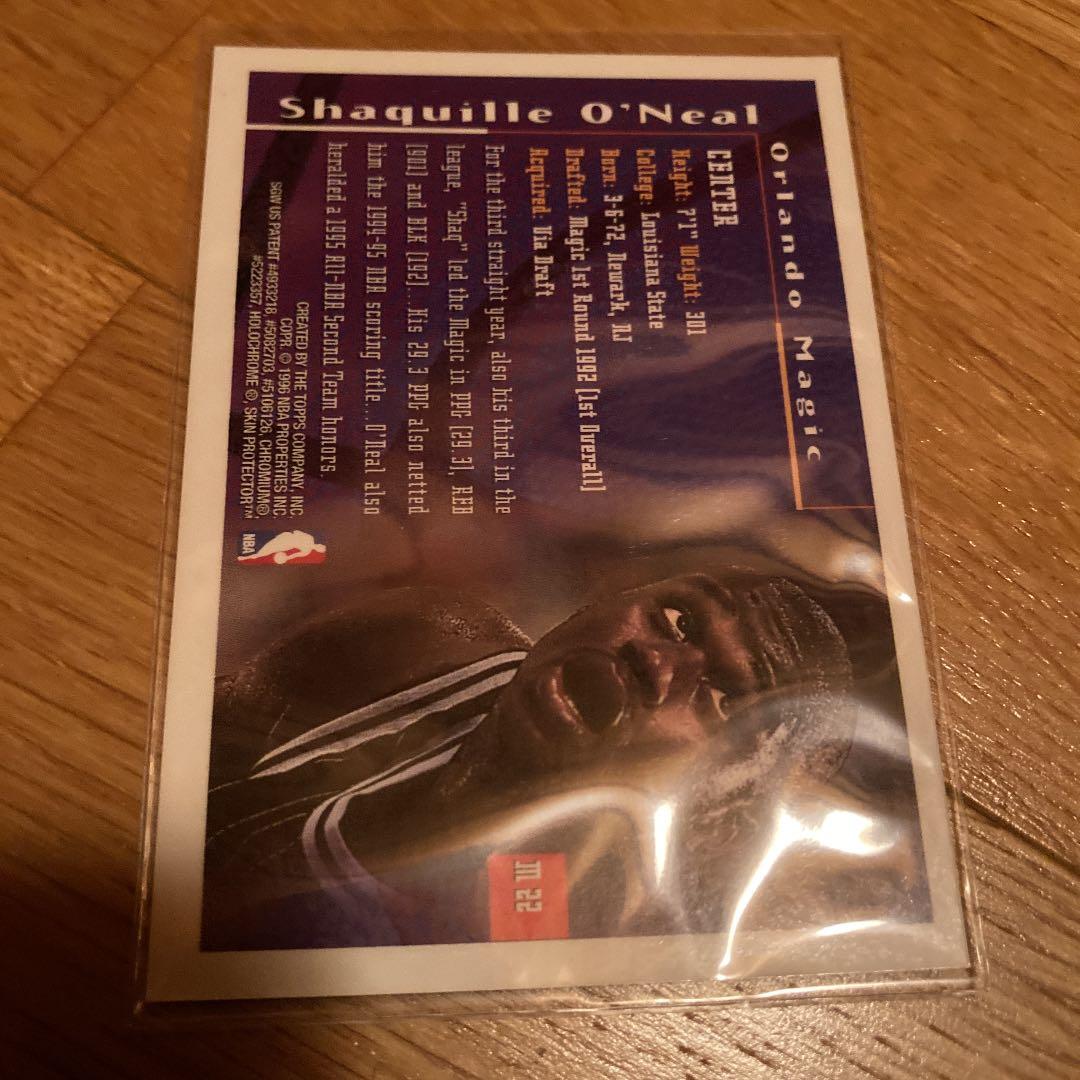 Shaquille O'Neal
Orlando Magic
CENTER
Height: 7'1" Weight: 301
College: Louisiana State
Born: 3-6-72, Newark, NJ
Drafted: Magic 1st Round 1992 [1st Overall]
Acquired: Via Draft
For the third straight year, also his third in the
league, "Shaq" led the Magic in PPG [29.3], REB
[901] and BLK [192]... His 29.3 PPG also netted
him the 1994-95 NBA scoring title....O'Neal also
heralded a 1995 All-NBA Second Team honors.
CREATED BY THE TOPPS COMPANY, INC.
COPR. © 1996 NBA PROPERTIES INC.
SGW US PATENT #4933218, #5082703, #5106126, CHROMIUM®,
#5223357, HOLOCHROME ®, SKIN PROTECTOR™
NBA
M 22